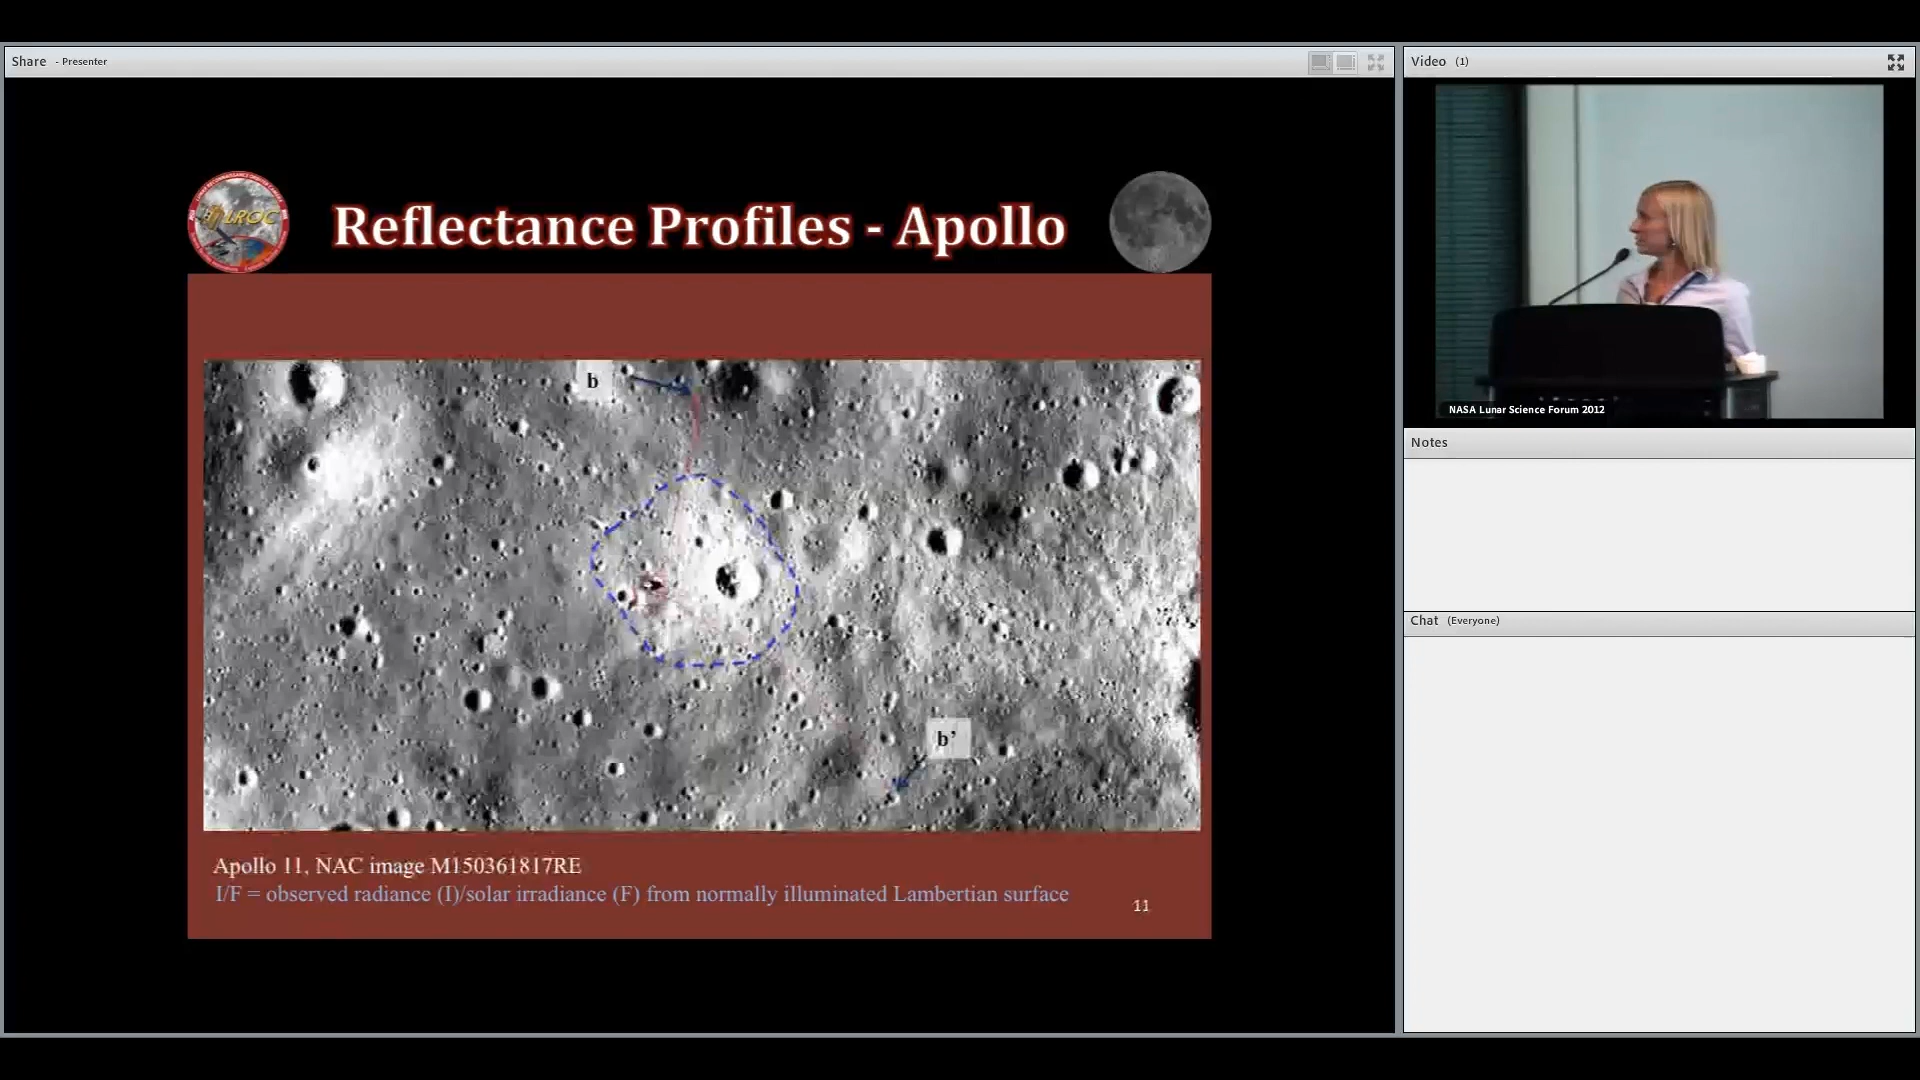 Share - Presenter
Video (1)
LROC
Reflectance Profiles - Apollo
b
b’
Apollo 11, NAC image M150361817RE
I/F = observed radiance (I)/solar irradiance (F) from normally illuminated Lambertian surface
11
NASA Lunar Science Forum 2012
Notes
Chat (Everyone)